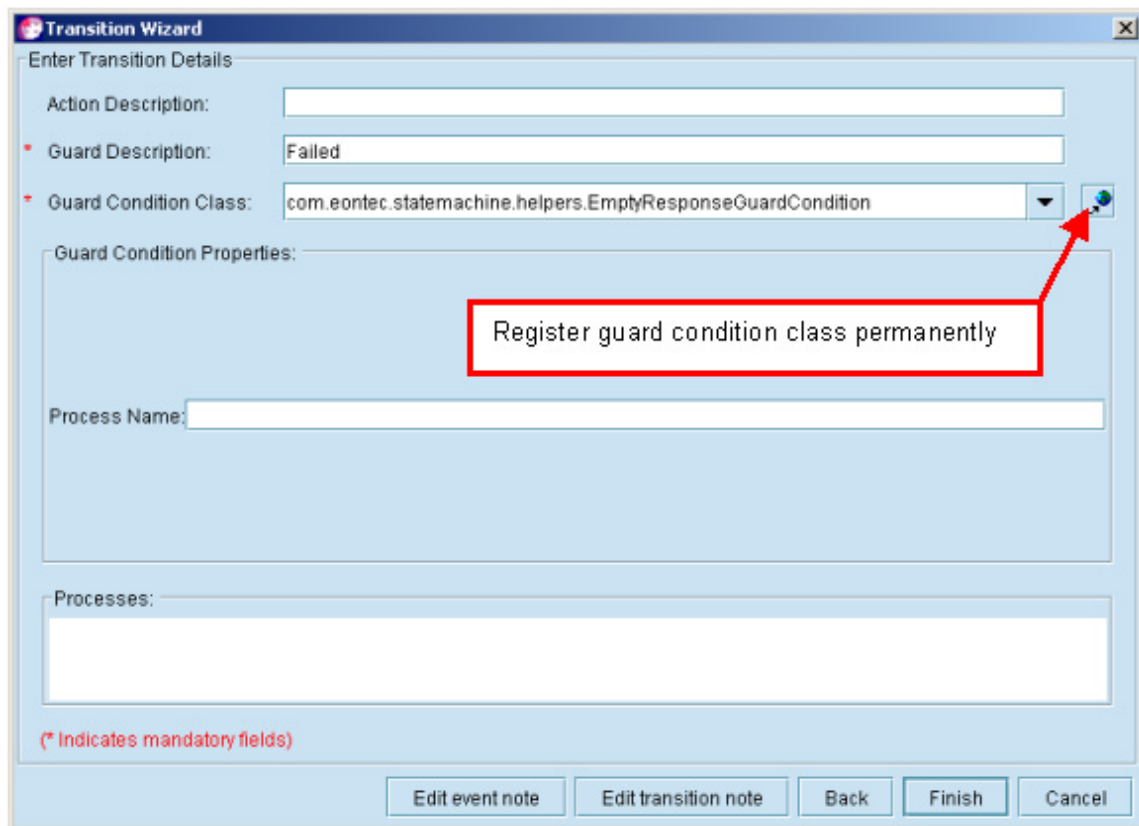 Transition Wizard
Enter Transition Details
Action Description:
* Guard Description: Failed
* Guard Condition Class: com.eontec.statemachine.helpers.EmptyResponseGuardCondition
Guard Condition Properties:
Register guard condition class permanently
Process Name:
Processes:
(* Indicates mandatory fields)
Edit event note Edit transition note Back Finish Cancel